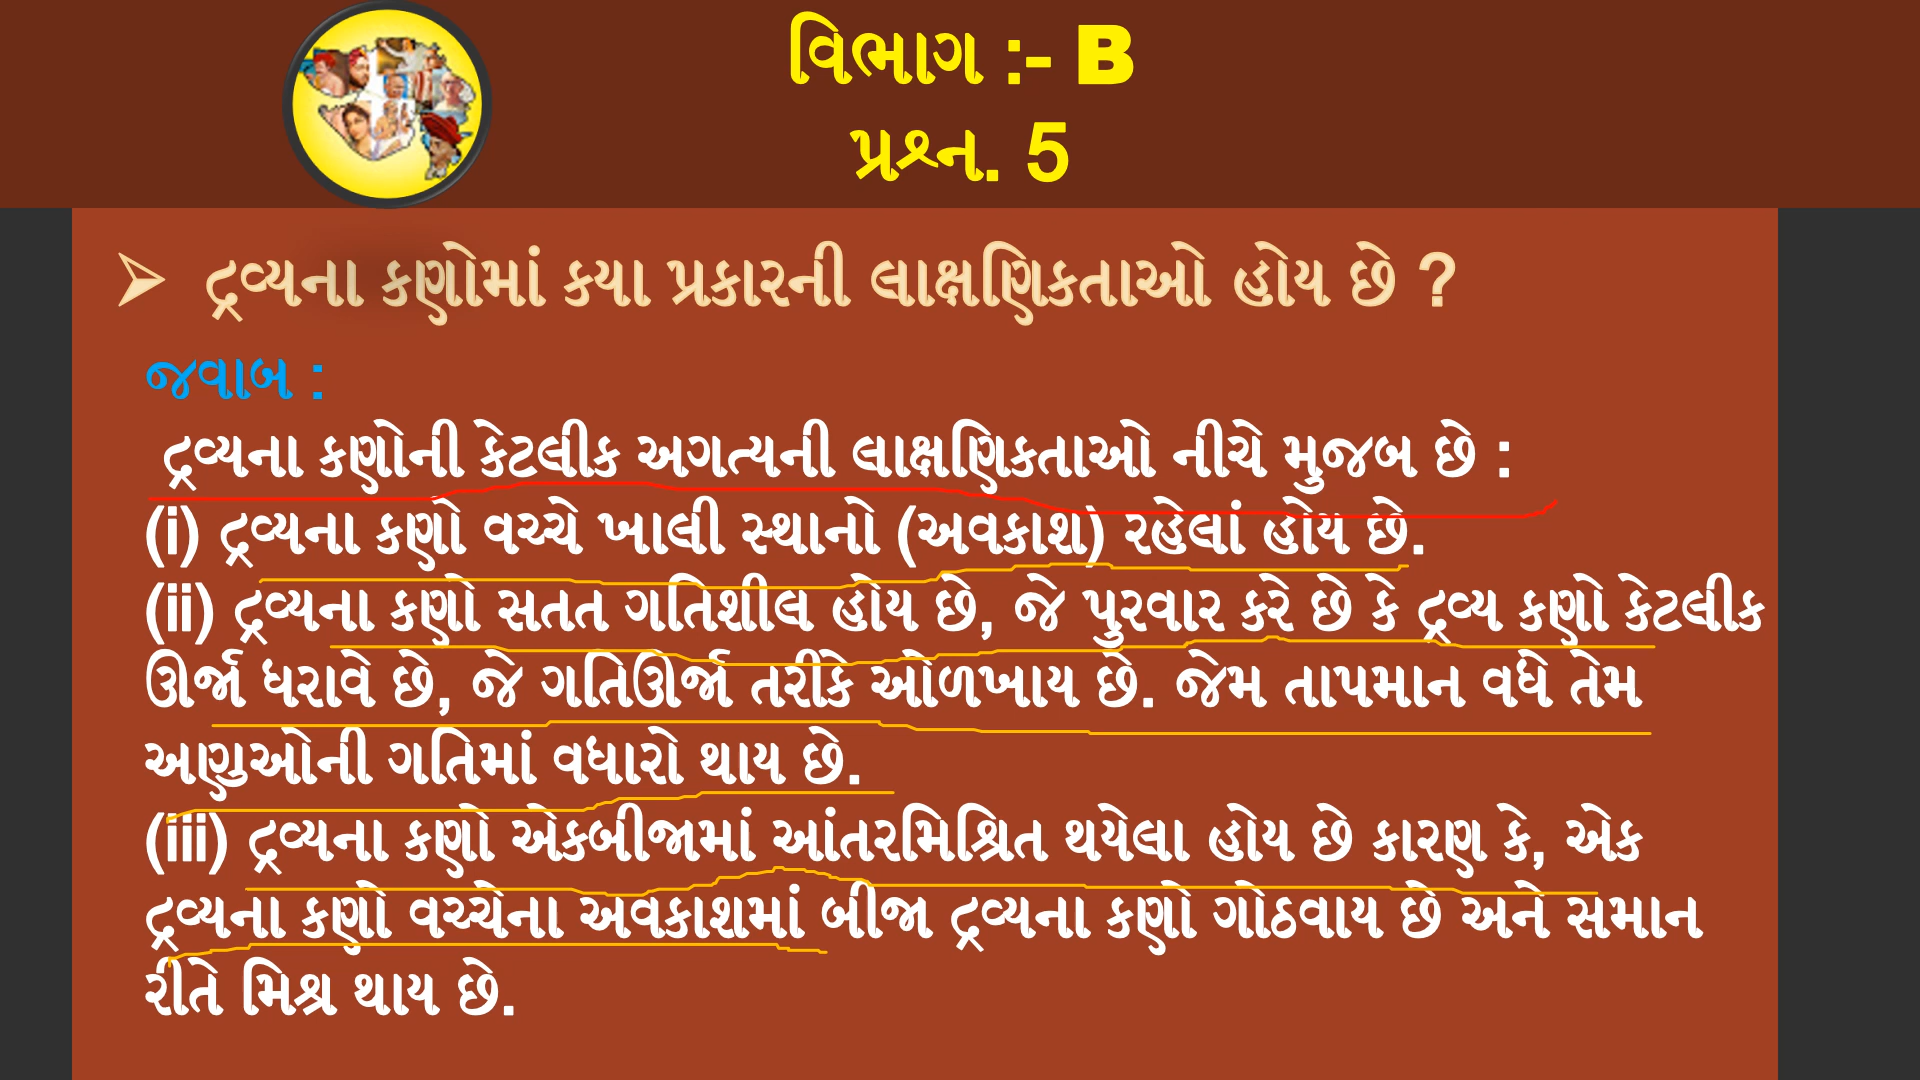 વિભાગ :- B
પ્રશ્ન. 5
➢ દ્રવ્યના કણોમાં કયા પ્રકારની લાક્ષણિકતાઓ હોય છે ?
જવાબ :
દ્રવ્યના કણોની કેટલીક અગત્યની લાક્ષણિકતાઓ નીચે મુજબ છે :
(i) દ્રવ્યના કણો વચ્ચે ખાલી સ્થાનો (અવકાશ) રહેલાં હોય છે.
(ii) દ્રવ્યના કણો સતત ગતિશીલ હોય છે, જે પુરવાર કરે છે કે દ્રવ્ય કણો કેટલીક
ઊર્જા ધરાવે છે, જે ગતિઊર્જા તરીકે ઓળખાય છે. જેમ તાપમાન વધે તેમ
અણુઓની ગતિમાં વધારો થાય છે.
(iii) દ્રવ્યના કણો એકબીજામાં આંતરમિશ્રિત થયેલા હોય છે કારણ કે, એક
દ્રવ્યના કણો વચ્ચેના અવકાશમાં બીજા દ્રવ્યના કણો ગોઠવાય છે અને સમાન
રીતે મિશ્ર થાય છે.